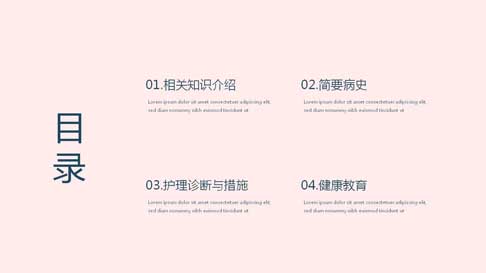 目
录
01.相关知识介绍
Lorem ipsum dolor sit amet consectetuer adipiscing elit,
sed diam nonummy nibh euismod tincidunt ut
02.简要病史
Lorem ipsum dolor sit amet consectetuer adipiscing elit,
sed diam nonummy nibh euismod tincidunt ut
03.护理诊断与措施
Lorem ipsum dolor sit amet consectetuer adipiscing elit,
sed diam nonummy nibh euismod tincidunt ut
04.健康教育
Lorem ipsum dolor sit amet consectetuer adipiscing elit,
sed diam nonummy nibh euismod tincidunt ut